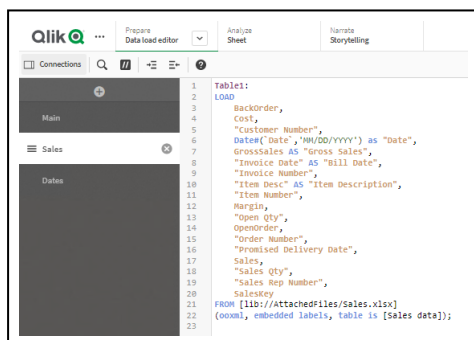 Qlik
Prepare
Data load editor
Analyze
Sheet
Narrate
Storytelling
Connections
Main
Sales
Dates
1 Table1:
2 LOAD
3 BackOrder,
4 Cost,
5 "Customer Number",
6 Date#(`Date`,'MM/DD/YYYY') as "Date",
7 GrossSales AS "Gross Sales",
8 "Invoice Date" AS "Bill Date",
9 "Invoice Number",
10 "Item Desc" AS "Item Description",
11 "Item Number",
12 Margin,
13 "Open Qty",
14 OpenOrder,
15 "Order Number",
16 "Promised Delivery Date",
17 Sales,
18 "Sales Qty",
19 "Sales Rep Number",
20 SalesKey
21 FROM [lib://AttachedFiles/Sales.xlsx]
22 (ooxml, embedded labels, table is [Sales data]);
23